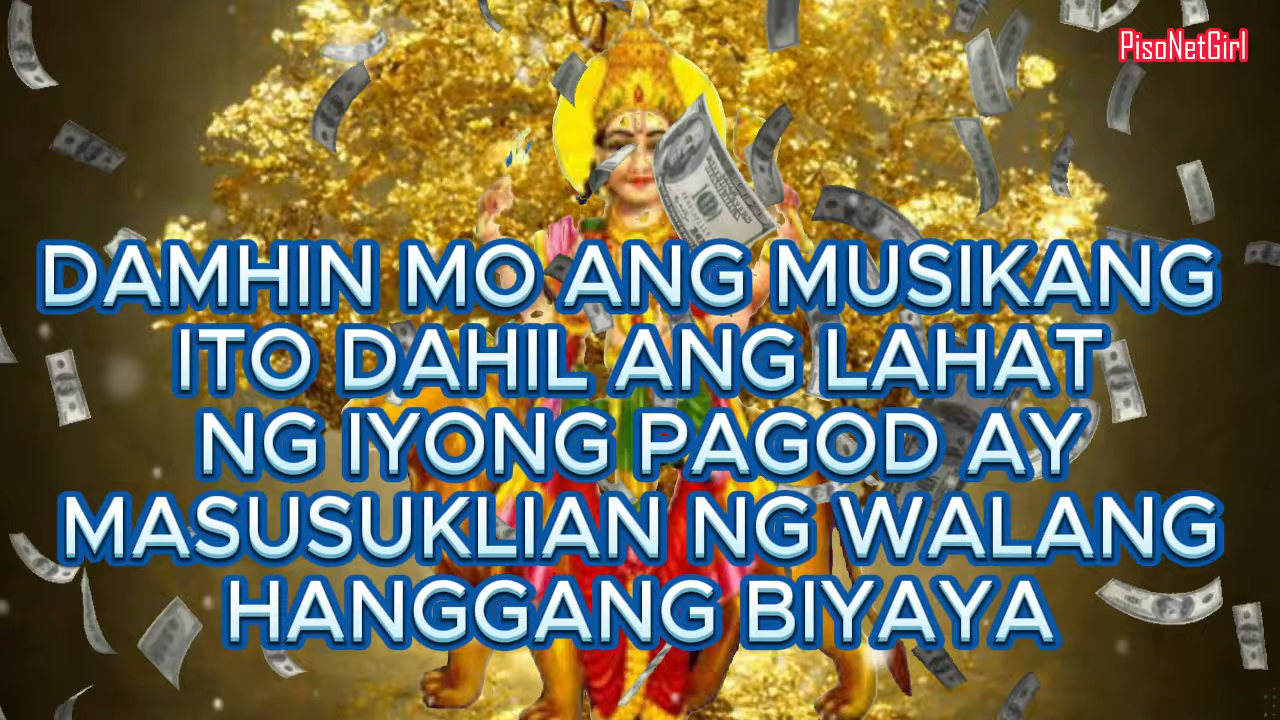 PisoNetGirl
DAMHIN MO ANG MUSIKANG
ITO DAHIL ANG LAHAT
NG IYONG PAGOD AY
MASUSUKLIAN NG WALANG
HANGGANG BIYAYA